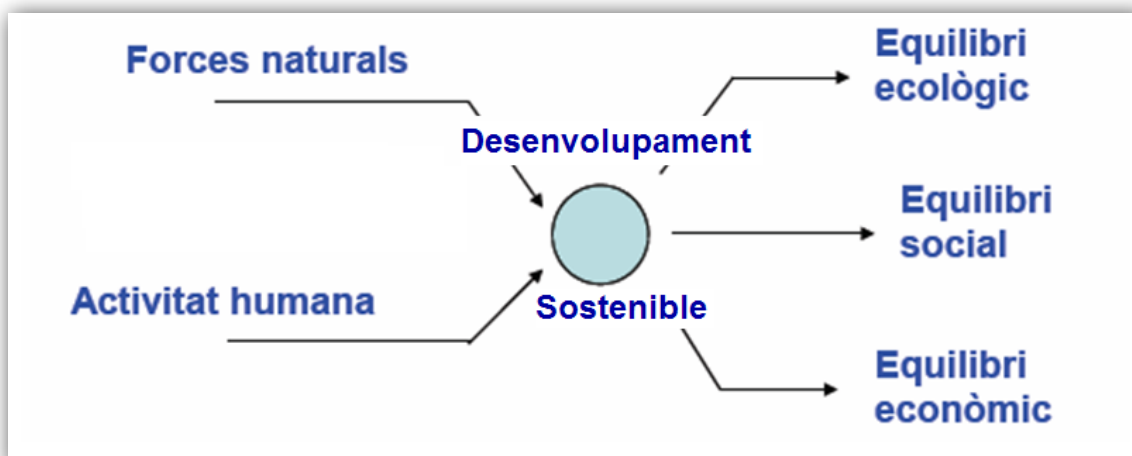 Forces naturals
Equilibri
ecològic
Desenvolupament
Equilibri
social
Activitat humana
Sostenible
Equilibri
econòmic